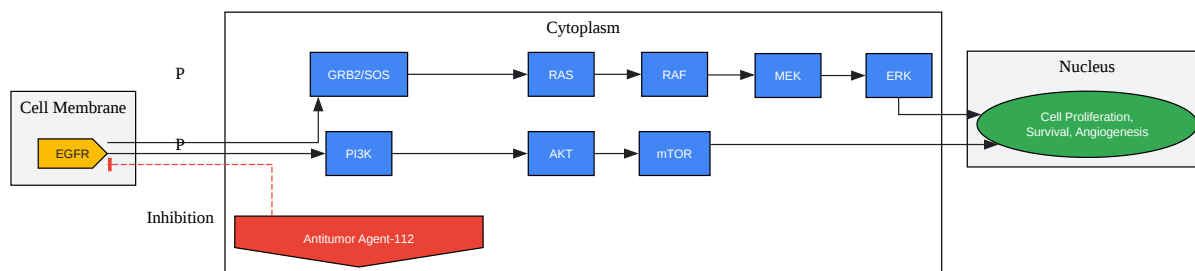 Cytoplasm
P
GRB2/SOS
RAS
RAF
MEK
ERK
Nucleus
Cell Membrane
Cell Proliferation,
Survival, Angiogenesis
P
EGFR
PI3K
AKT
mTOR
Inhibition
Antitumor Agent-112